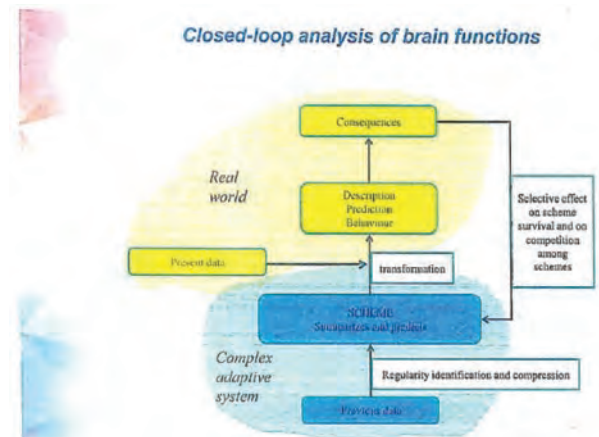 Closed-loop analysis of brain functions
Consequences
Real
world
Description
Prediction
Behaviour
Selective effect
on scheme
survival and on
competition
among
schemes
Present data
transformation
SCHEME
Summarizes and predicts
Complex
adaptive
system
Regularity identification and compression
data